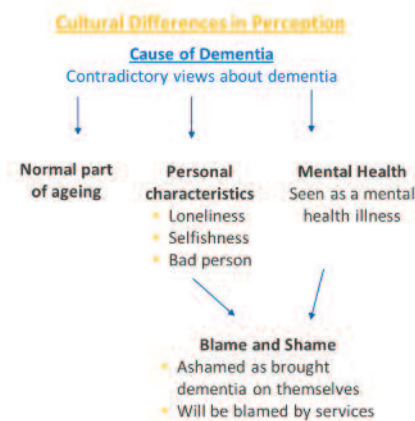 Cultural Differences in Perception
Cause of Dementia
Contradictory views about dementia
Normal part
of ageing
Personal
characteristics
Loneliness
Selfishness
Bad person
Mental Health
Seen as a mental
health illness
Blame and Shame
Ashamed as brought
dementia on themselves
Will be blamed by services